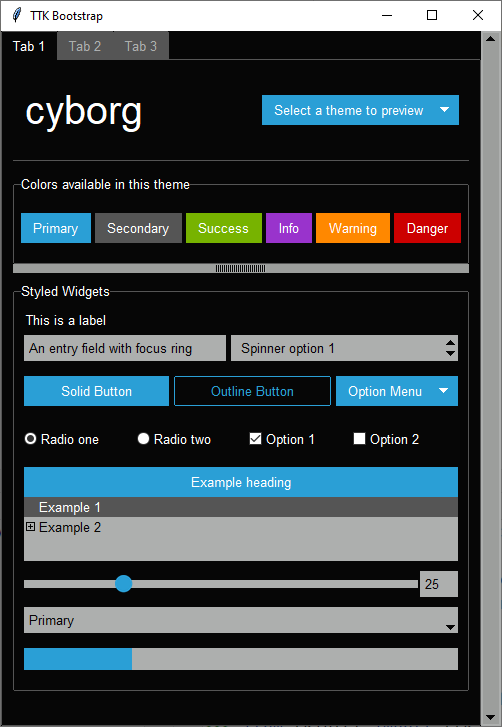 TTK Bootstrap
Tab 1 Tab 2 Tab 3
cyborg
Select a theme to preview
Colors available in this theme
Primary Secondary Success Info Warning Danger
Styled Widgets
This is a label
An entry field with focus ring Spinner option 1
Solid Button Outline Button Option Menu
Radio one Radio two Option 1 Option 2
Example heading
Example 1
Example 2
25
Primary